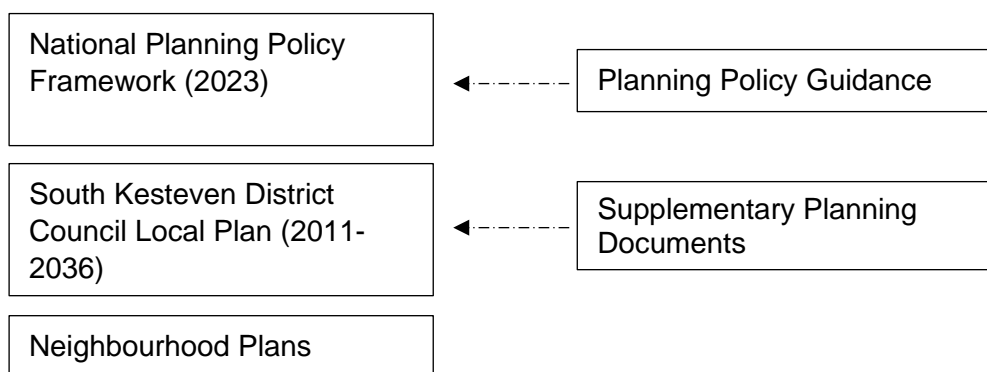 National Planning Policy
Framework (2023)
Planning Policy Guidance
South Kesteven District
Council Local Plan (2011-
2036)
Supplementary Planning
Documents
Neighbourhood Plans